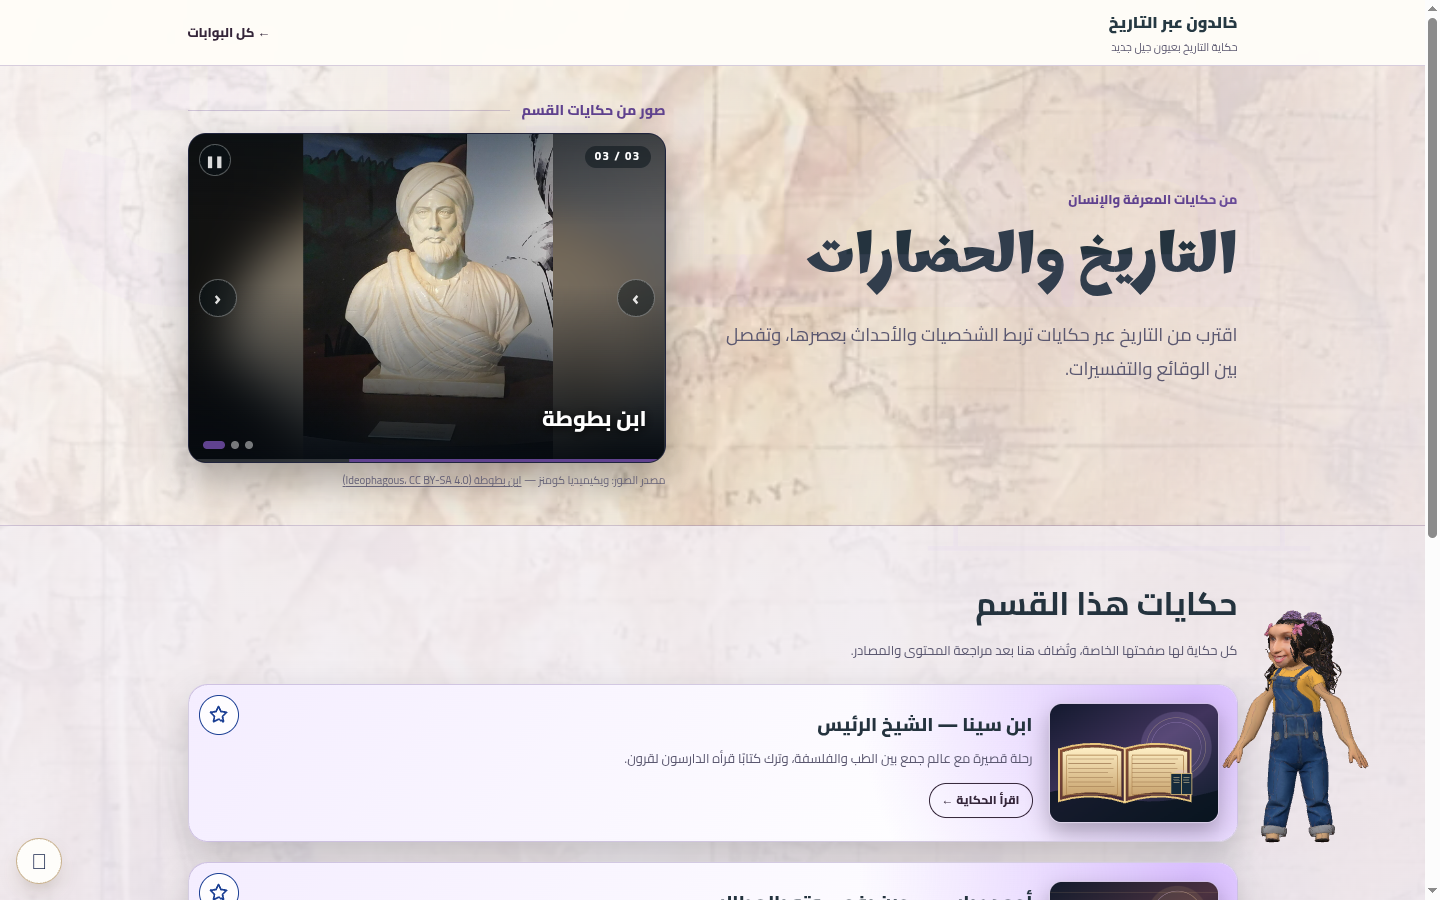 خالدون عبر التاريخ
حكاية التاريخ بعيون جيل جديد
كل البوابات ←
من حكايات المعرفة والإنسان
التاريخ والحضارات
اقترب من التاريخ عبر حكايات تربط الشخصيات والأحداث بعصرها، وتفصل
بين الوقائع والتفسيرات.
صور من حكايات القسم
03 / 03
ابن بطوطة
مصدر الصور: ويكيميديا كومنز — ابن بطوطة (Ideophagous، CC BY-SA 4.0)
حكايات هذا القسم
كل حكاية لها صفحتها الخاصة، وتُضاف هنا بعد مراجعة المحتوى والمصادر.
ابن سينا — الشيخ الرئيس
رحلة قصيرة مع عالم جمع بين الطب والفلسفة، وترك كتابًا قرأه الدارسون لقرون.
اقرأ الحكاية ←